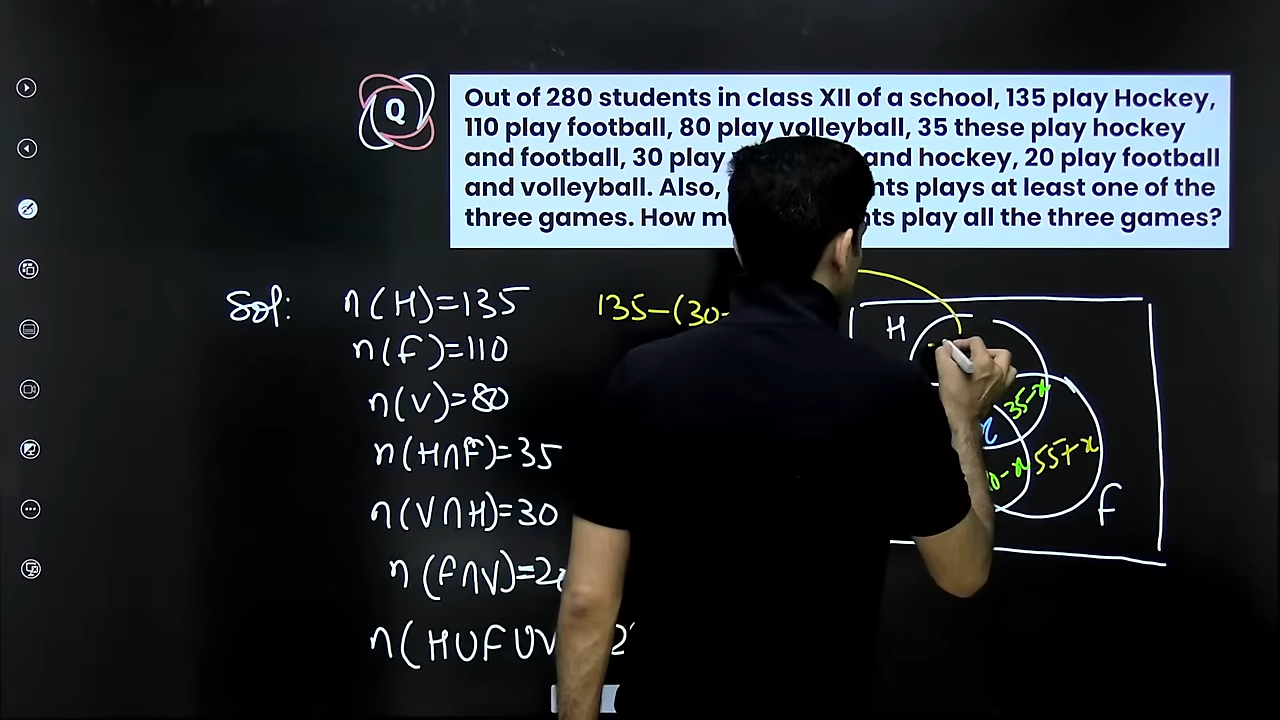 Q
Out of 280 students in class XII of a school, 135 play Hockey,
110 play football, 80 play volleyball, 35 these play hockey
and football, 30 play and hockey, 20 play football
and volleyball. Also, plays at least one of the
three games. How play all the three games?
Sol:
n(H)=135
n(F)=110
n(V)=80
n(H∩F)=35
n(V∩H)=30
n(F∩V)=20
n(H∪F∪V
135-(30-
H
35-x
x
55+x
F